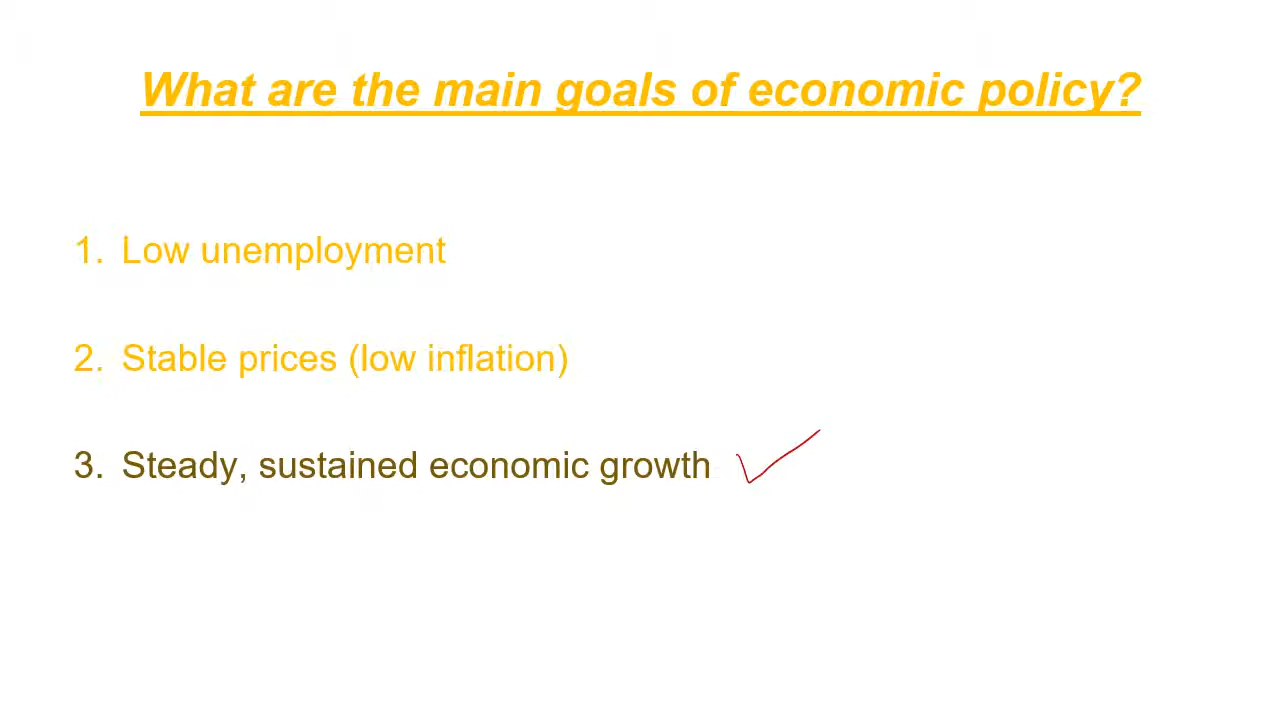 What are the main goals of economic policy?
1. Low unemployment
2. Stable prices (low inflation)
3. Steady, sustained economic growth